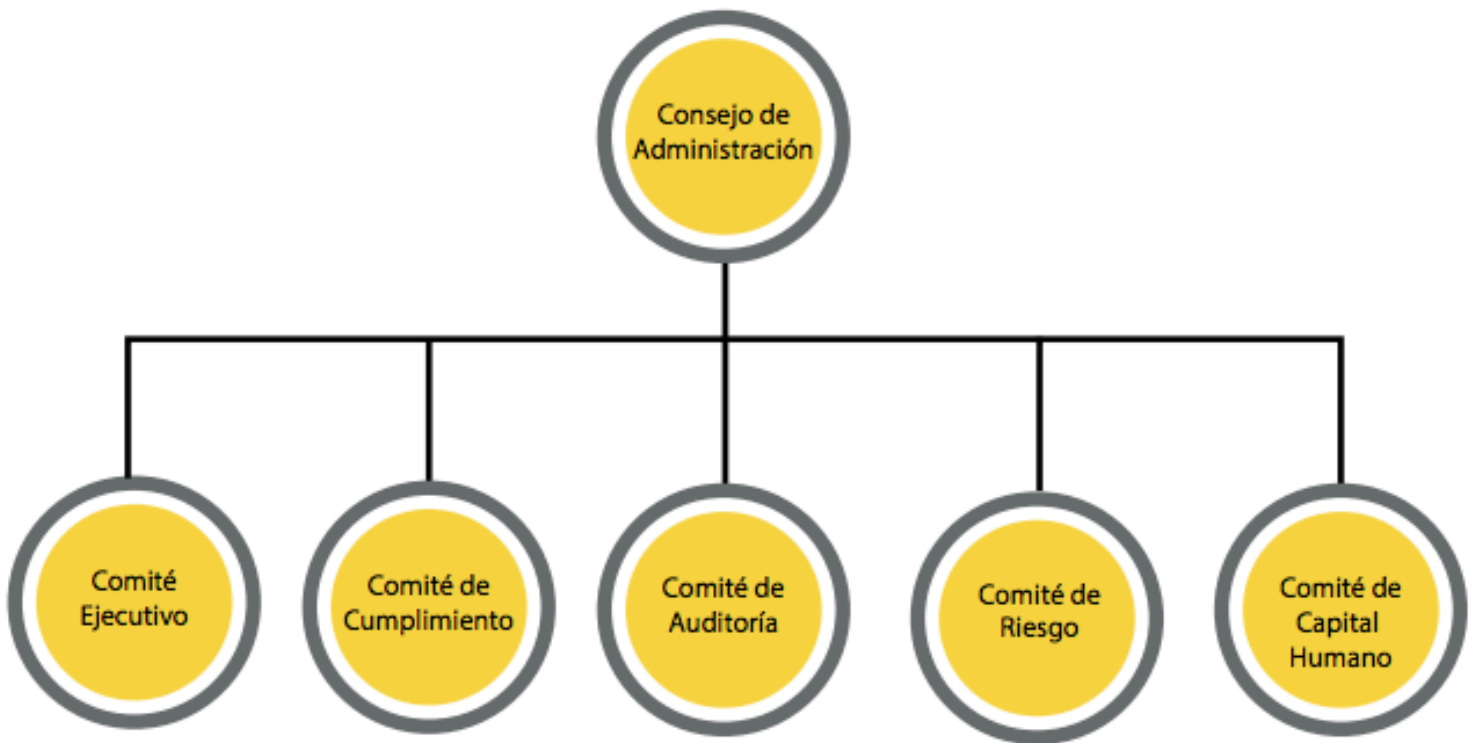 Consejo de
Administración
Comité
Ejecutivo
Comité de
Cumplimiento
Comité de
Auditoría
Comité de
Riesgo
Comité de
Capital
Humano